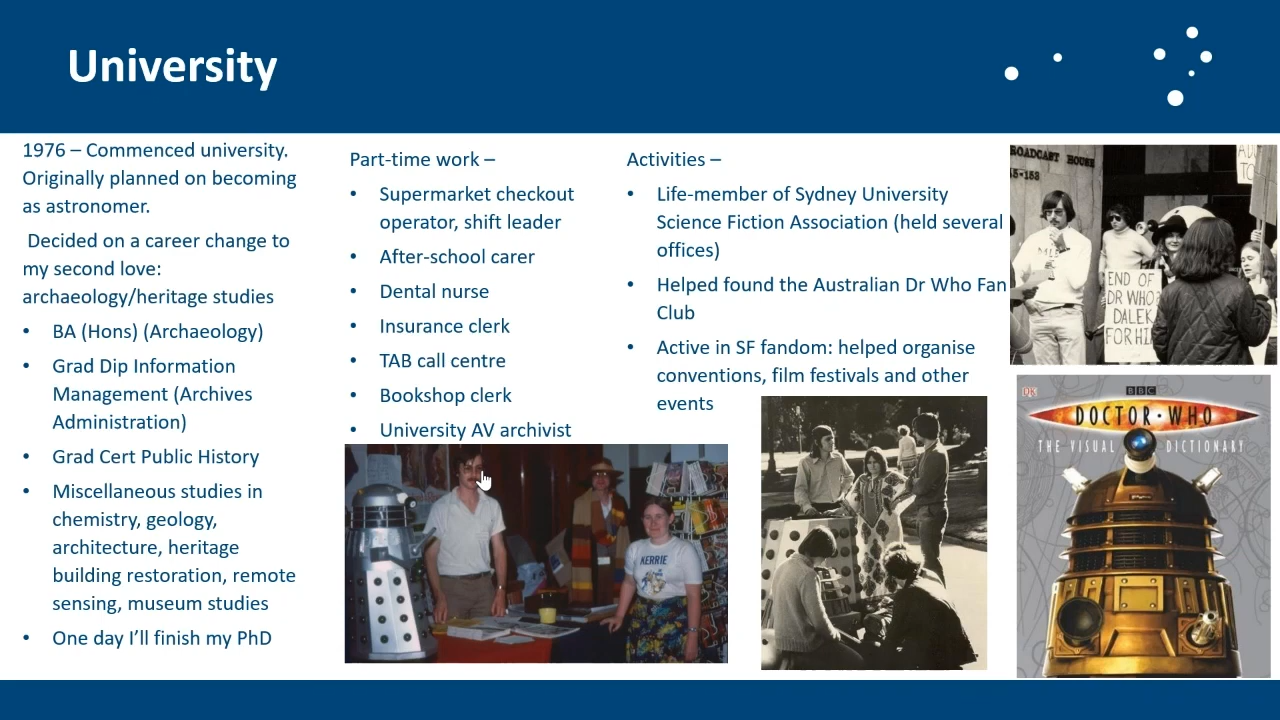 University
1976 – Commenced university.
Originally planned on becoming
as astronomer.
Decided on a career change to
my second love:
archaeology/heritage studies
• BA (Hons) (Archaeology)
• Grad Dip Information
Management (Archives
Administration)
• Grad Cert Public History
• Miscellaneous studies in
chemistry, geology,
architecture, heritage
building restoration, remote
sensing, museum studies
• One day I’ll finish my PhD
Part-time work –
• Supermarket checkout
operator, shift leader
• After-school carer
• Dental nurse
• Insurance clerk
• TAB call centre
• Bookshop clerk
• University AV archivist
Activities –
• Life-member of Sydney University
Science Fiction Association (held several
offices)
• Helped found the Australian Dr Who Fan
Club
• Active in SF fandom: helped organise
conventions, film festivals and other
events
ROADCAST HOUSE
45-153
TO
END OF
DR WHO?
DALEK
FOR HI
KERRIE
DK
BBC
DOCTOR·WHO
THE VISUAL DICTIONARY